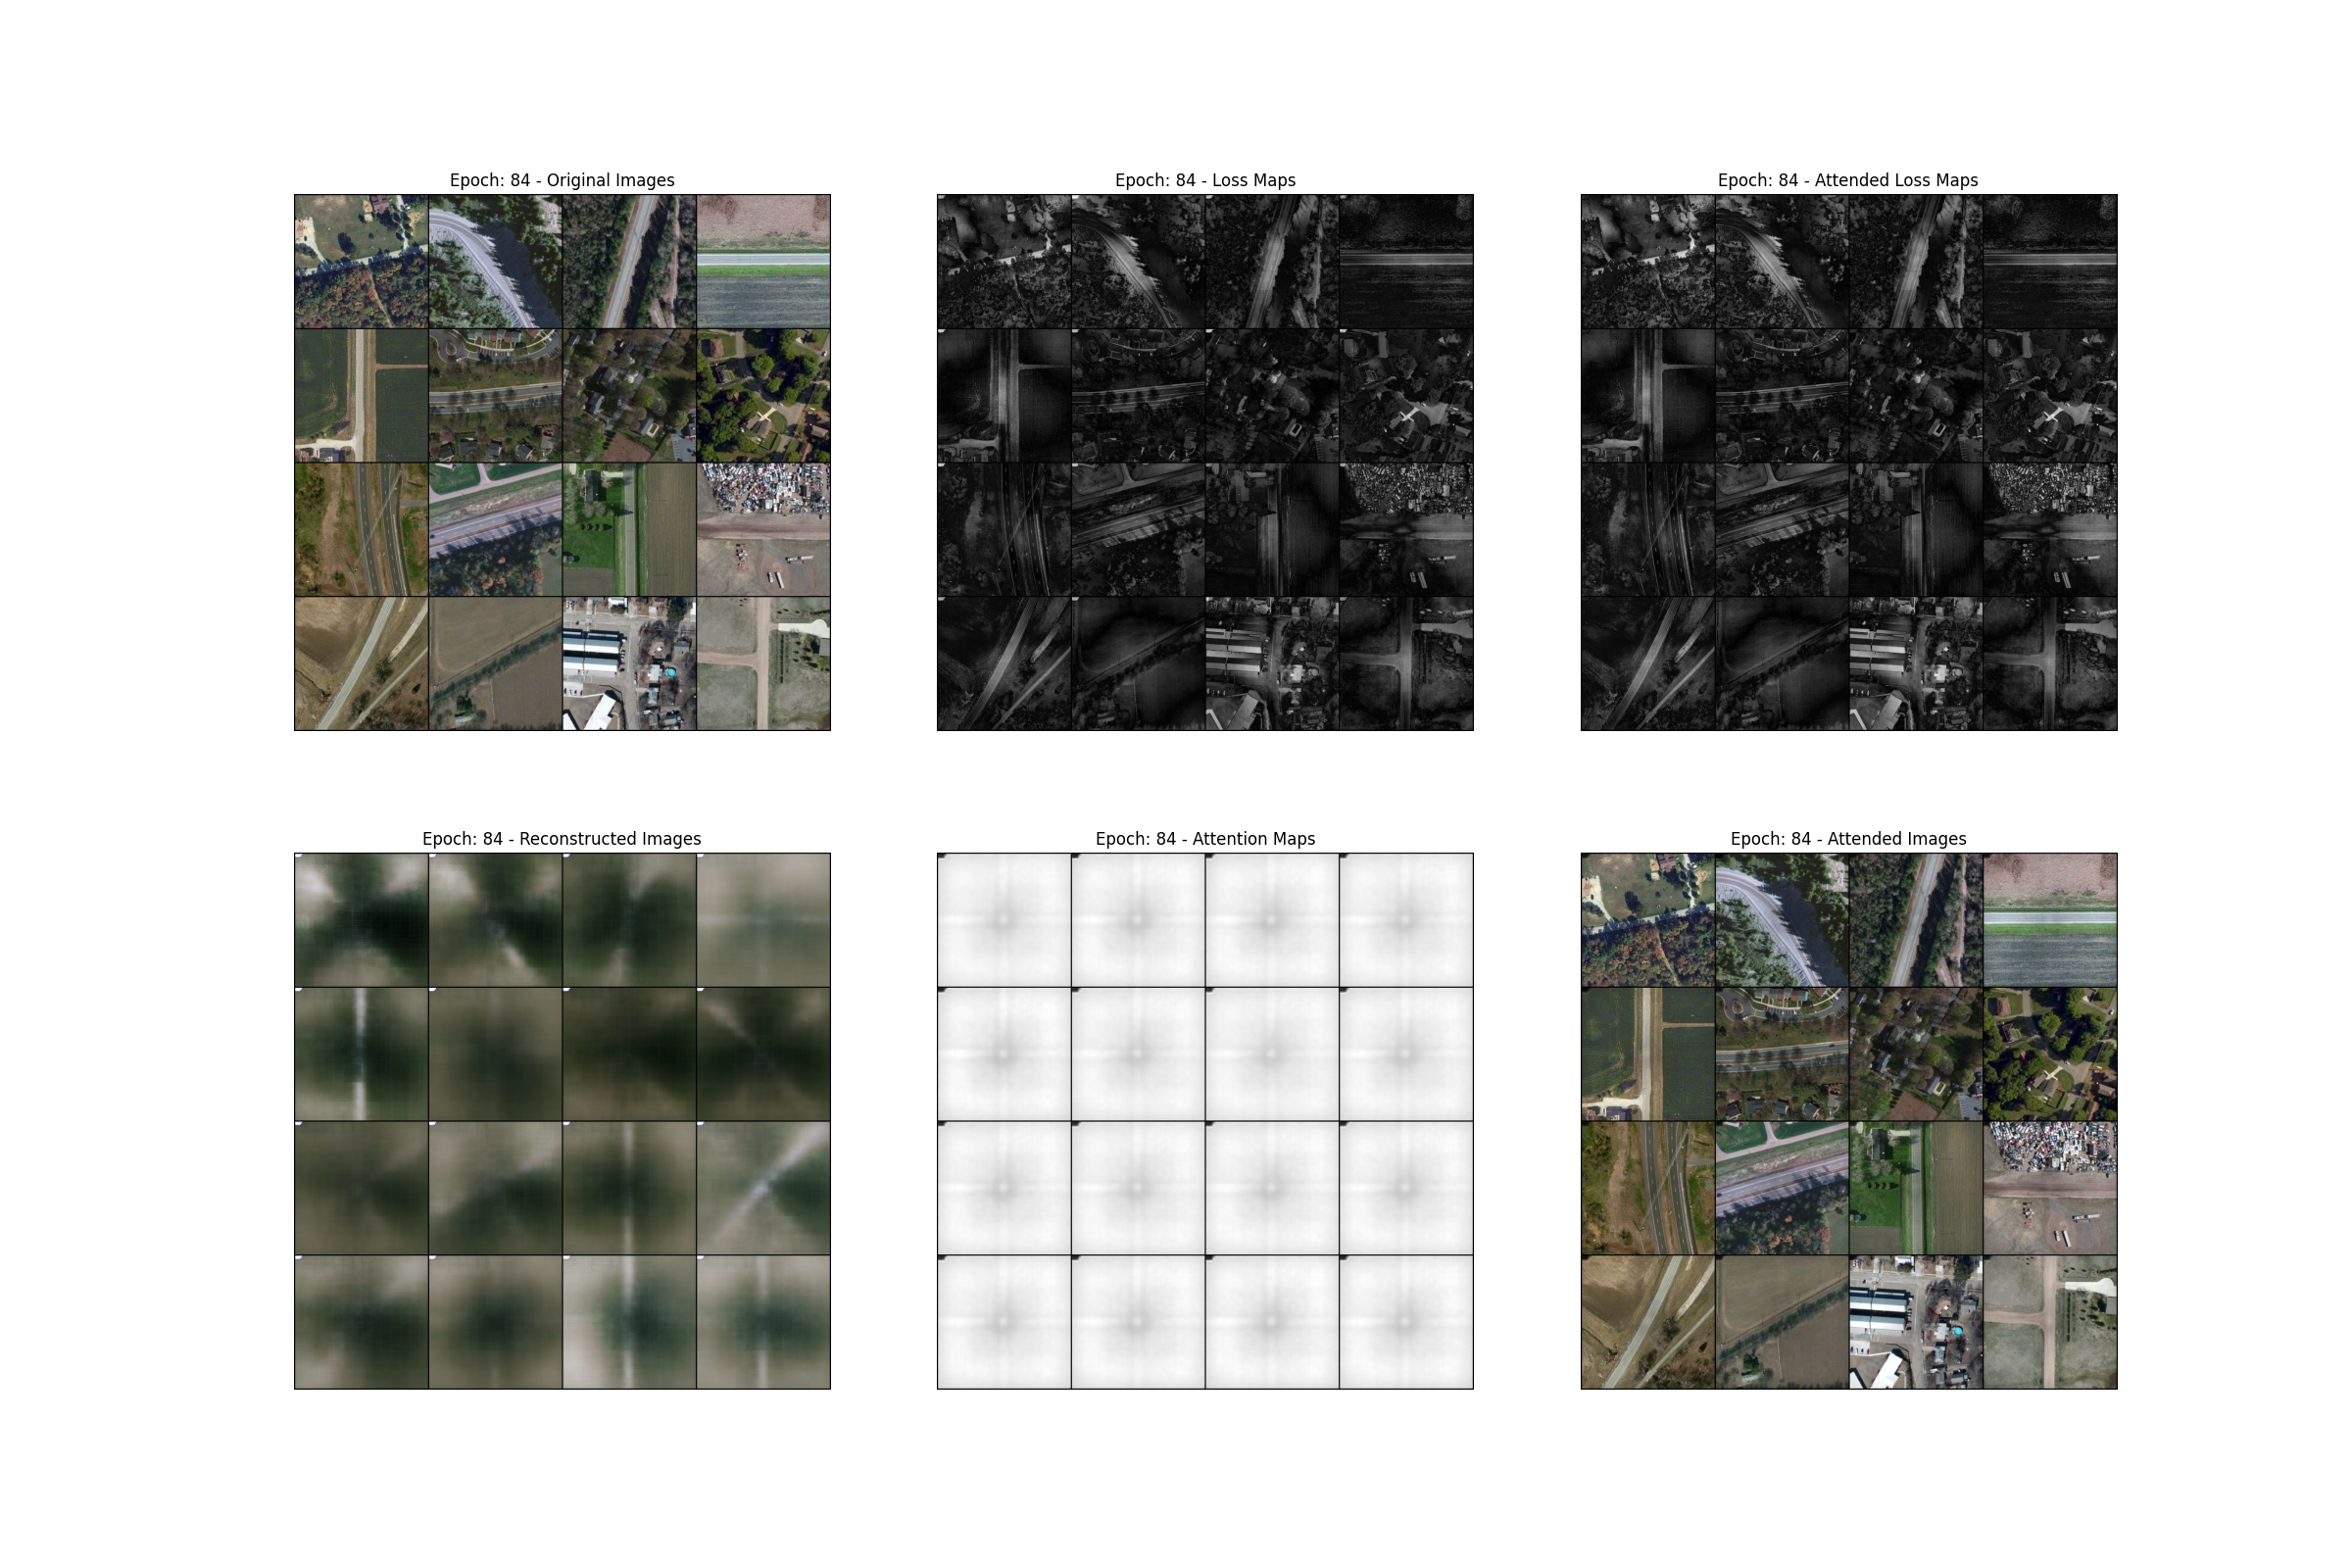 Epoch: 84 - Original Images
Epoch: 84 - Loss Maps
Epoch: 84 - Attended Loss Maps
Epoch: 84 - Reconstructed Images
Epoch: 84 - Attention Maps
Epoch: 84 - Attended Images